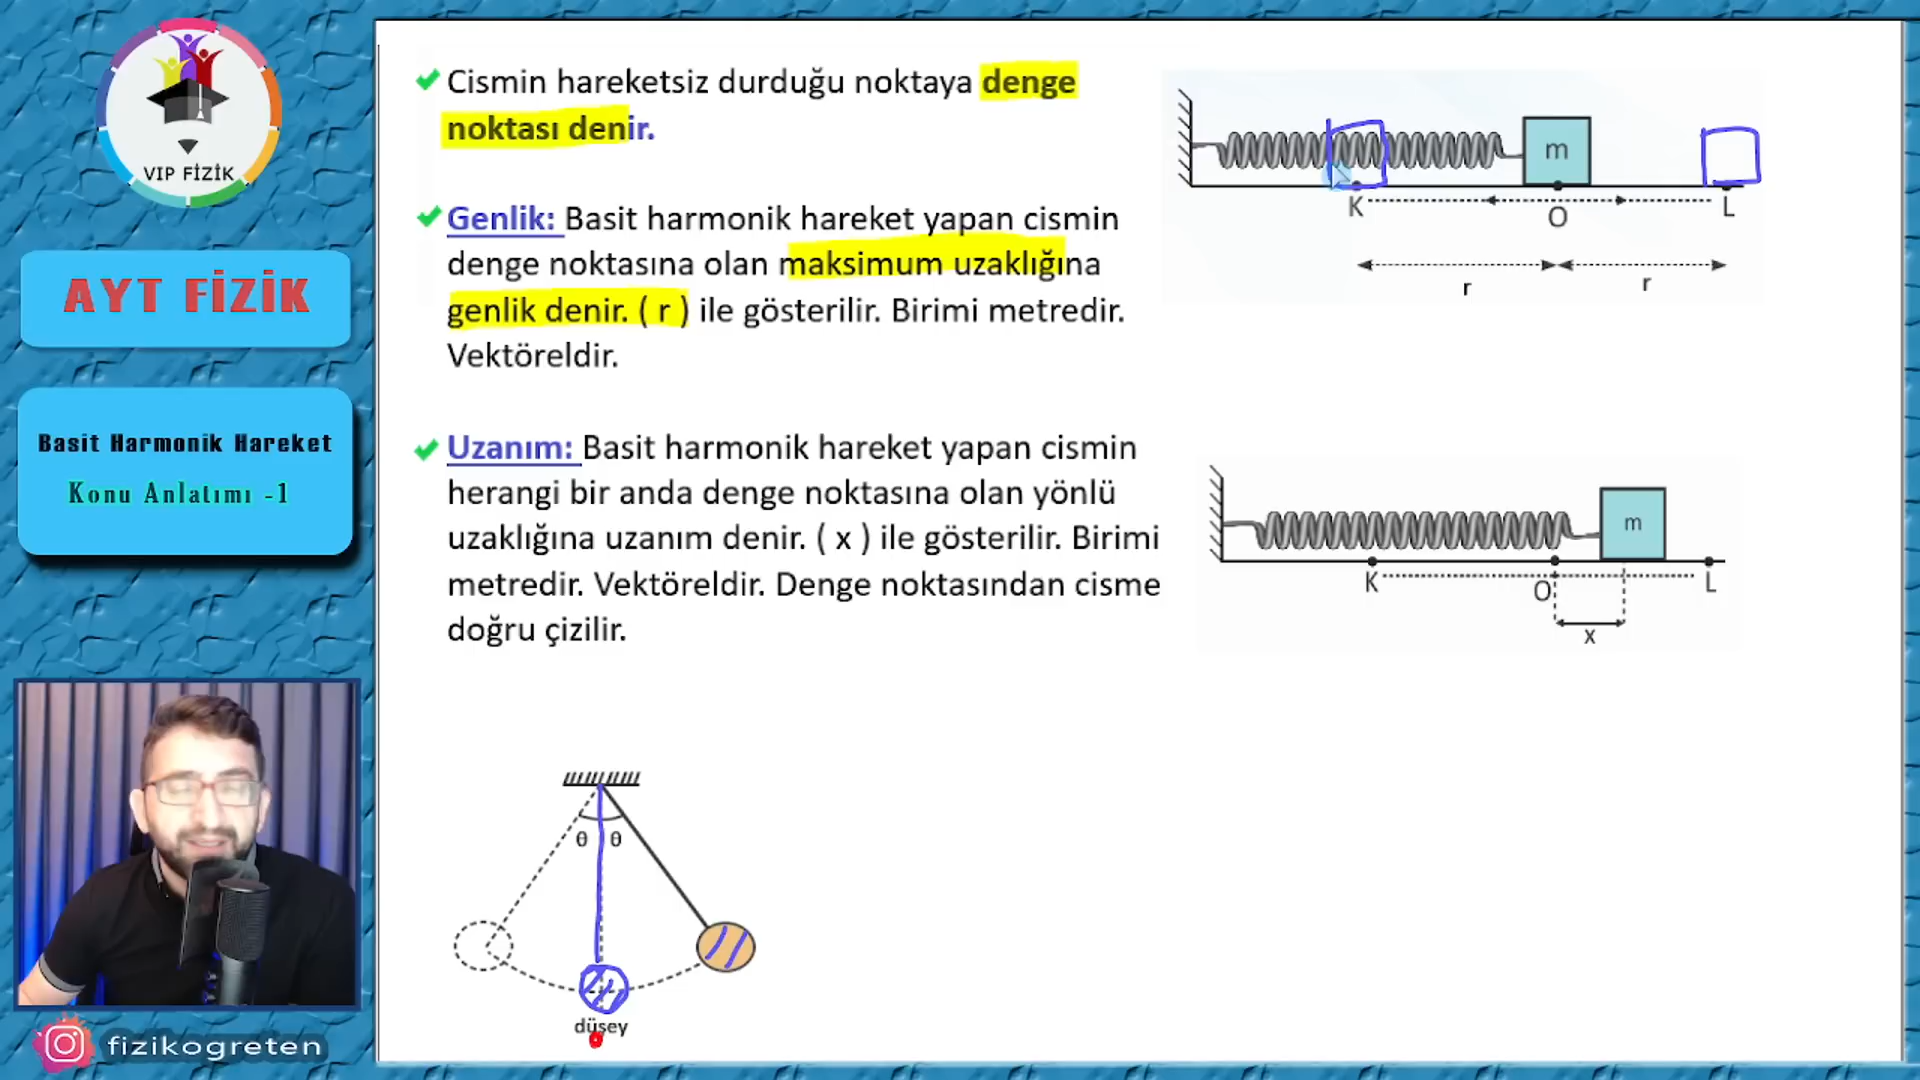 VIP FİZİK
AYT FİZİK
Basit Harmonik Hareket
Konu Anlatımı -1
fizikogreten
Cismin hareketsiz durduğu noktaya denge
noktası denir.
Genlik: Basit harmonik hareket yapan cismin
denge noktasına olan maksimum uzaklığına
genlik denir. ( r ) ile gösterilir. Birimi metredir.
Vektöreldir.
Uzanım: Basit harmonik hareket yapan cismin
herangi bir anda denge noktasına olan yönlü
uzaklığına uzanım denir. ( x ) ile gösterilir. Birimi
metredir. Vektöreldir. Denge noktasından cisme
doğru çizilir.
m
K O L
r r
m
K O L
x
θ θ
düşey